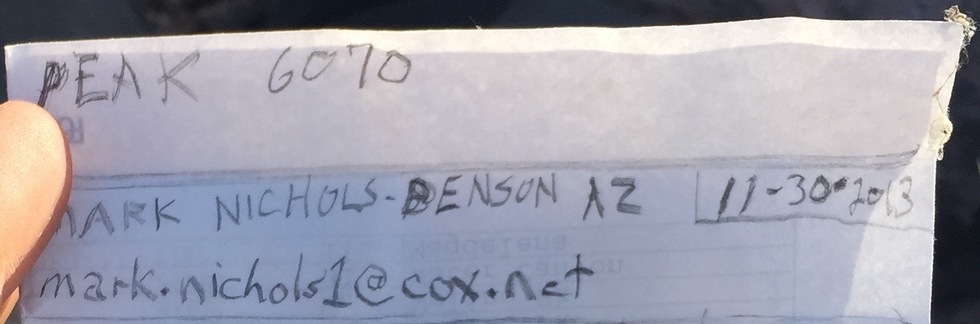 PEAK 6070
MARK NICHOLS-BENSON AZ 11-30-2013
mark.nichols1@cox.net